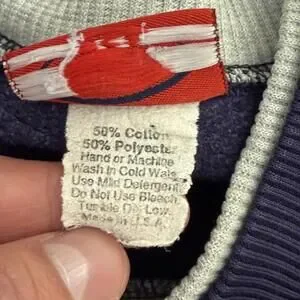 50% Cotton
50% Polyester
Hand or Machine
Wash in Cold Water
Use Mild Detergent
Do Not Use Bleach
Tumble Dry Low
Made in U.S.A.